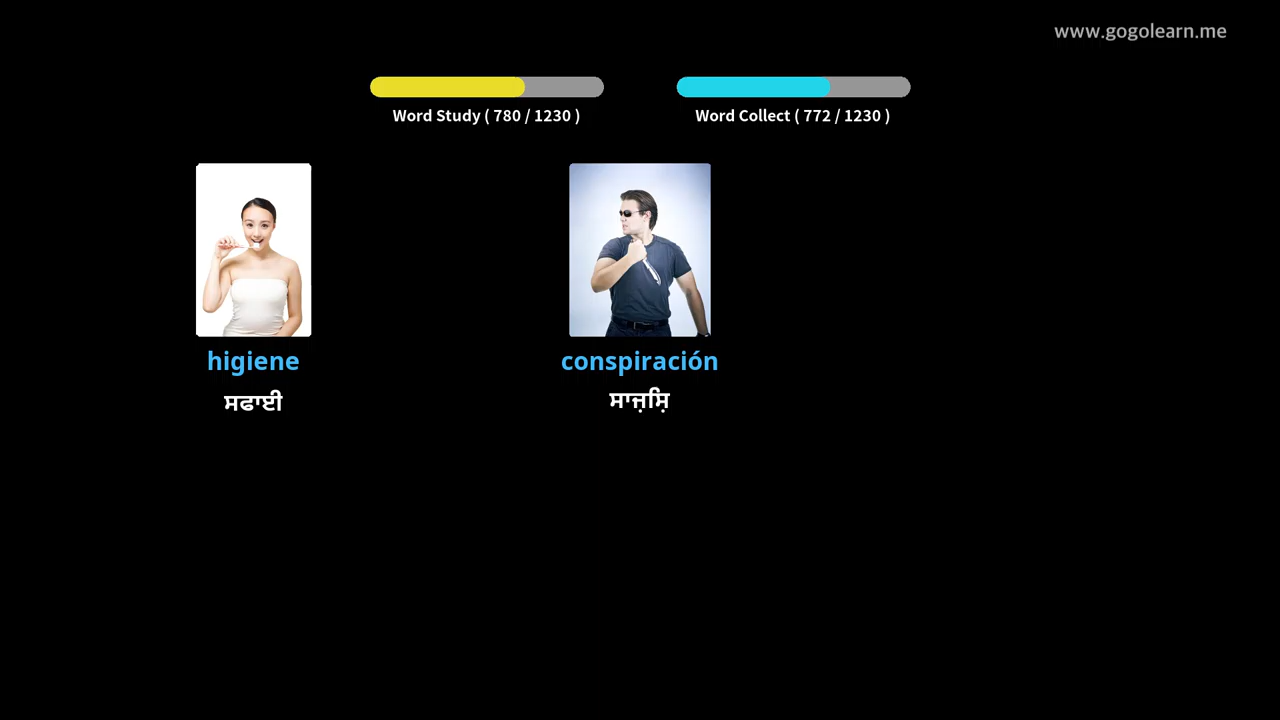 www.gogolearn.me
Word Study ( 780 / 1230 )
Word Collect ( 772 / 1230 )
higiene
conspiración
ਸਫਾਈ
ਸਾਜ਼ਸ਼ਿ